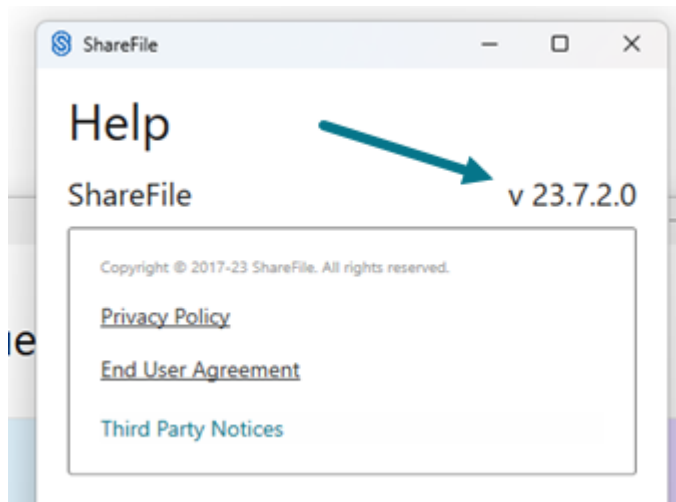 ShareFile
Help
ShareFile v 23.7.2.0
Copyright © 2017-23 ShareFile. All rights reserved.
Privacy Policy
End User Agreement
Third Party Notices